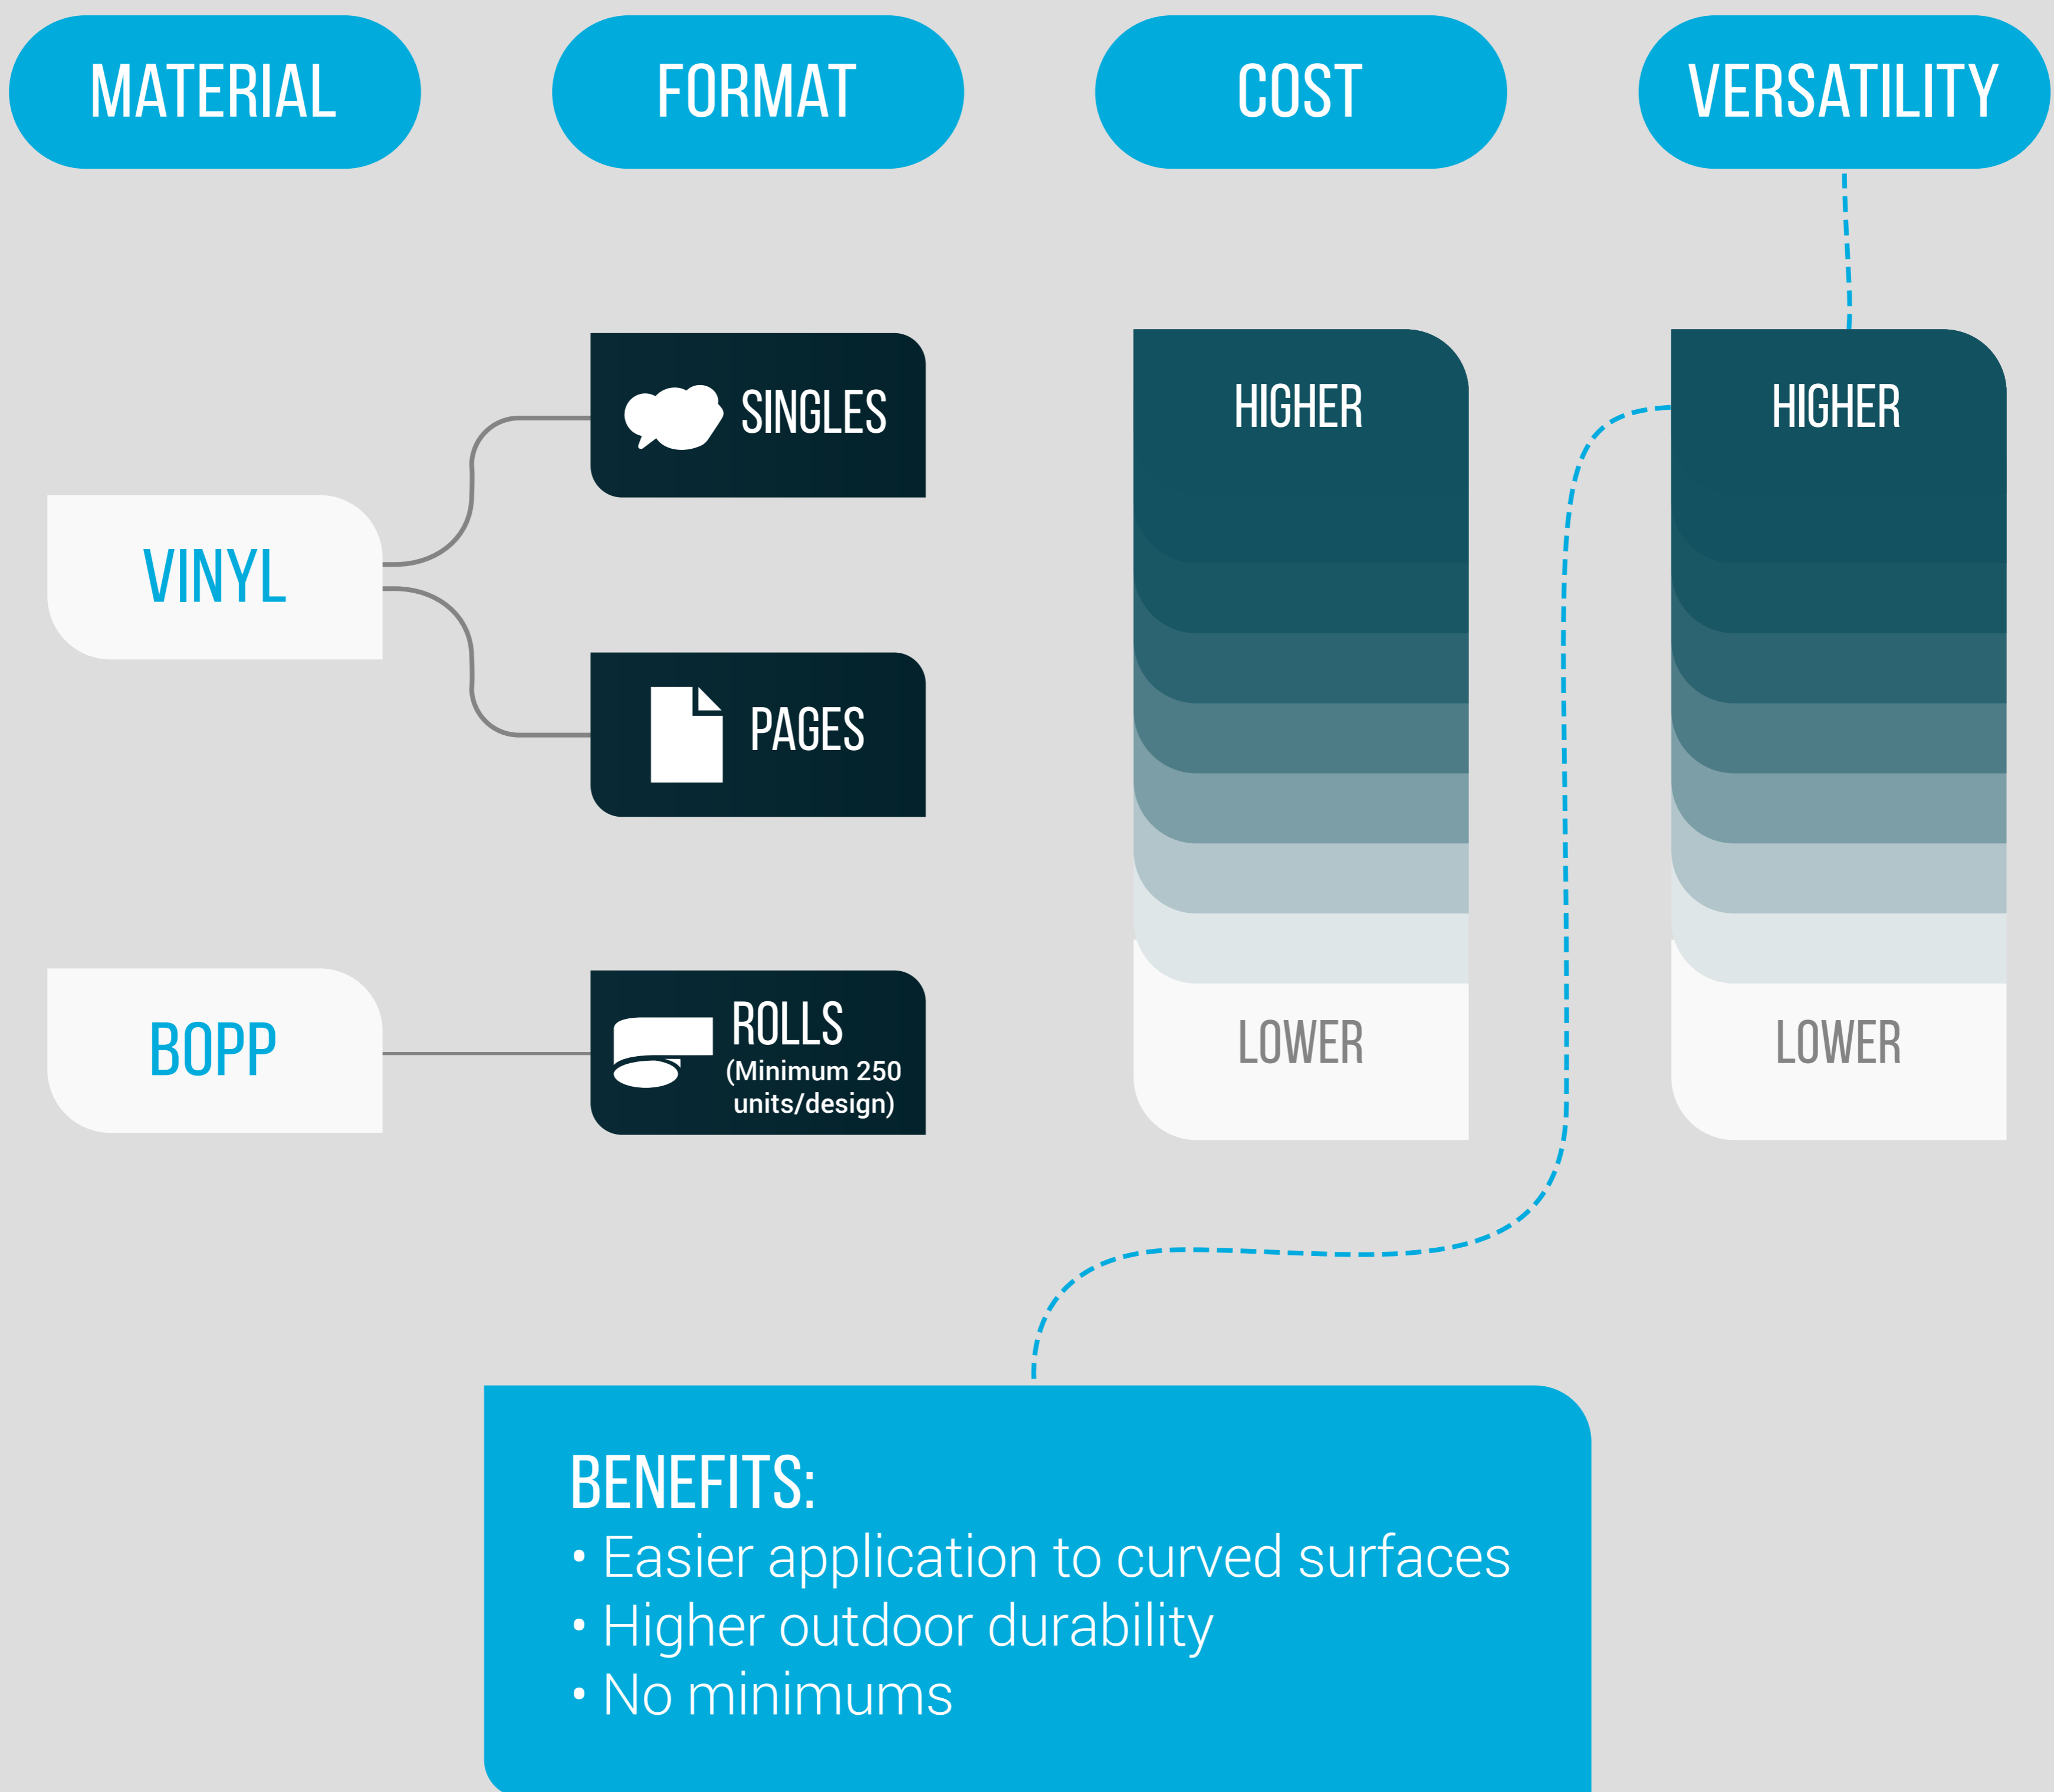 MATERIAL
FORMAT
COST
VERSATILITY
VINYL
SINGLES
PAGES
BOPP
ROLLS
(Minimum 250
units/design)
HIGHER
LOWER
HIGHER
LOWER
BENEFITS:
• Easier application to curved surfaces
• Higher outdoor durability
• No minimums